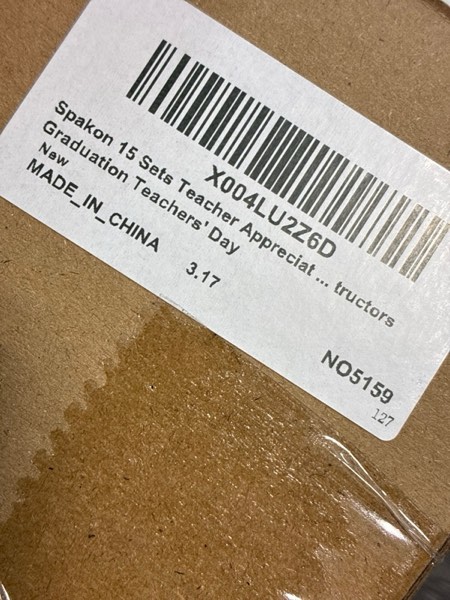 X004LU2Z6D
Spakon 15 Sets Teacher Appreciat ... tructors
Graduation Teachers' Day
New
MADE_IN_CHINA
3.17
NO5159
127